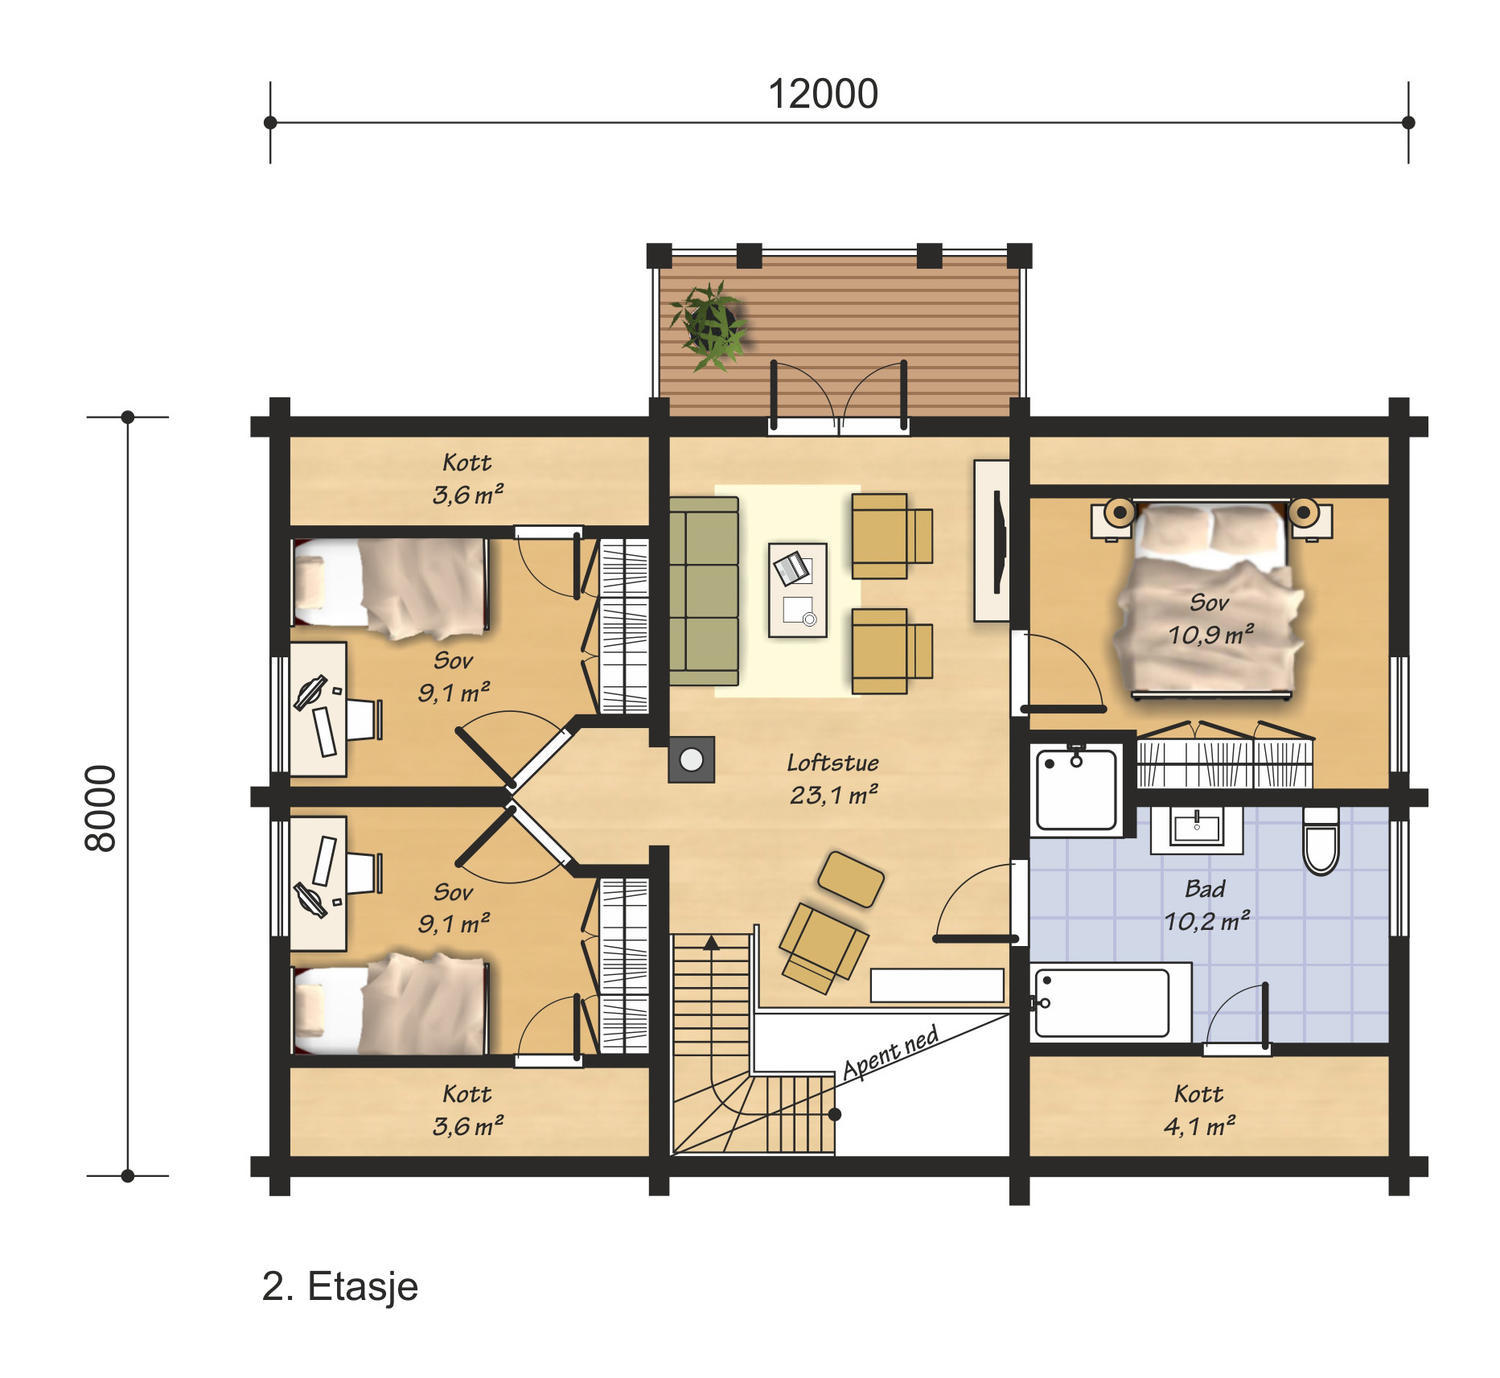 12000
8000
Kott
3,6 m²
Sov
9,1 m²
Sov
9,1 m²
Kott
3,6 m²
Loftstue
23,1 m²
Apent ned
Sov
10,9 m²
Bad
10,2 m²
Kott
4,1 m²
2. Etasje